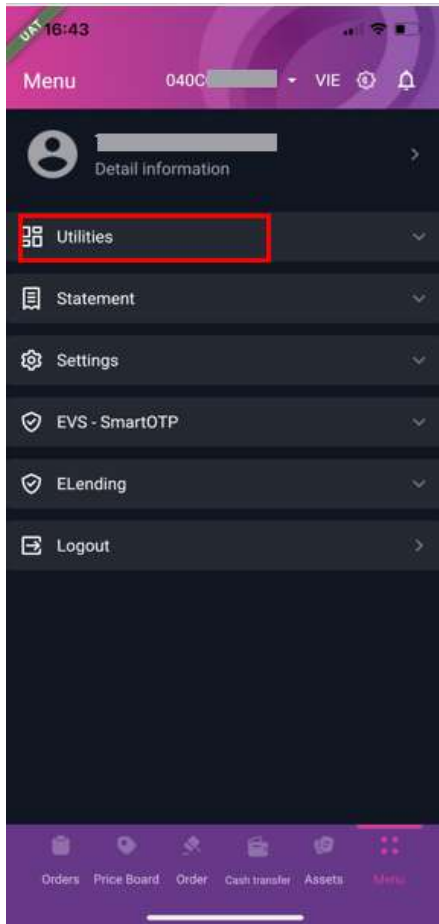 UAT
16:43
Menu 040C VIE
Detail information
Utilities
Statement
Settings
EVS - SmartOTP
ELending
Logout
Orders Price Board Order Cash transfer Assets Menu